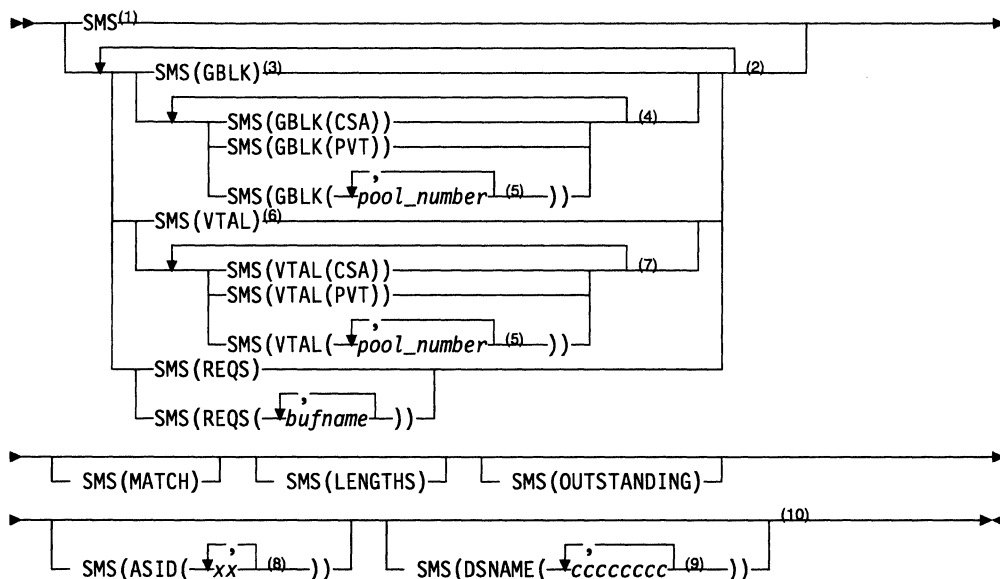 SMS(1)
SMS(GBLK)(3) (2)
SMS(GBLK(CSA)) (4)
SMS(GBLK(PVT))
,
SMS(GBLK( pool_number (5) ))
SMS(VTAL)(6)
SMS(VTAL(CSA)) (7)
SMS(VTAL(PVT))
,
SMS(VTAL( pool_number (5) ))
SMS(REQS)
,
SMS(REQS( bufname ))
SMS(MATCH) SMS(LENGTHS) SMS(OUTSTANDING)
(10)
, ,
SMS(ASID( xx (8) )) SMS(DSNAME( cccccccc (9) ))